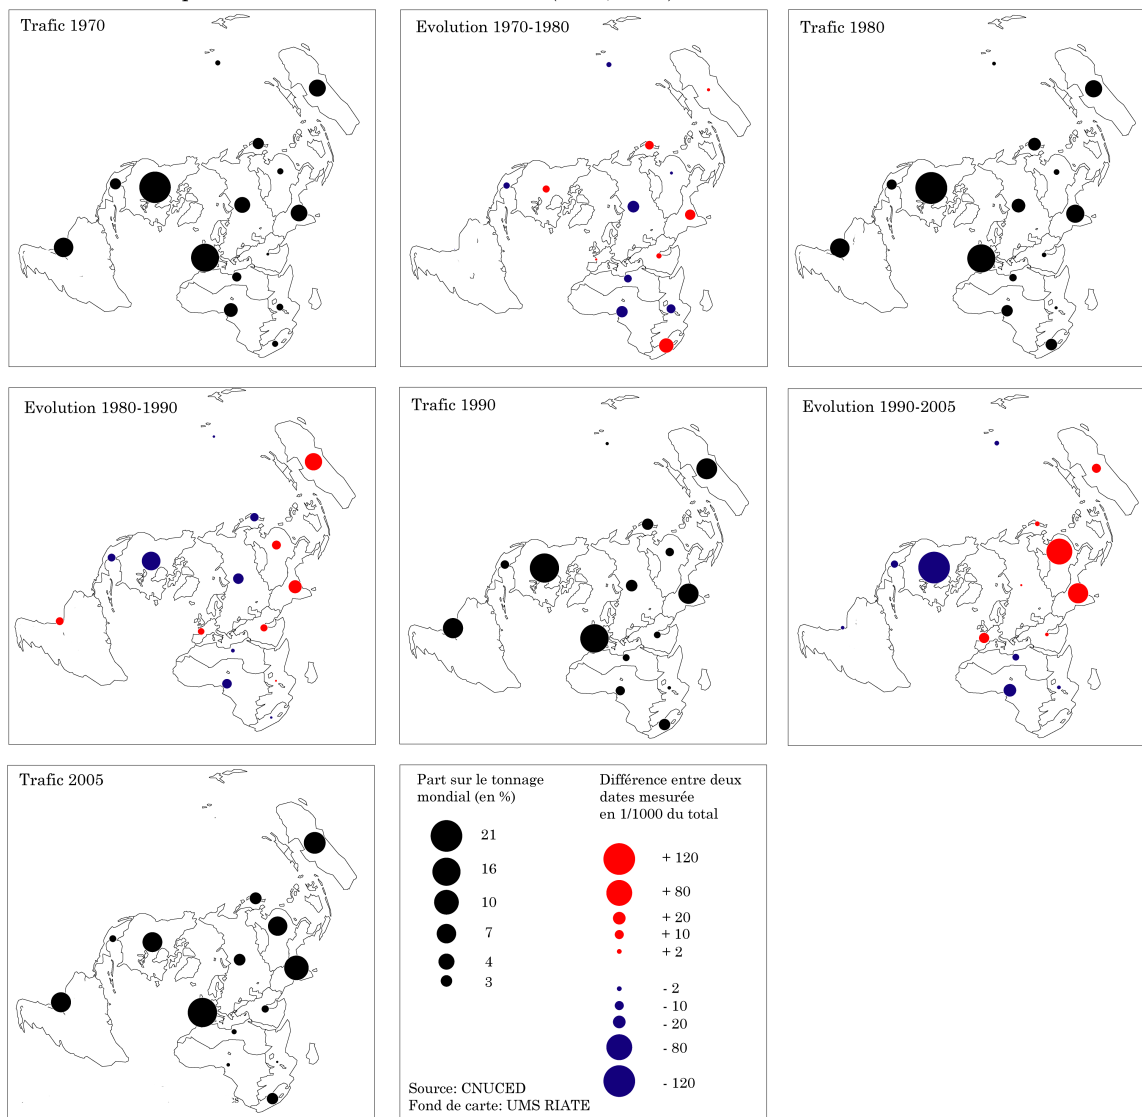 Trafic 1970
Evolution 1970-1980
Trafic 1980
Evolution 1980-1990
Trafic 1990
Evolution 1990-2005
Trafic 2005
Part sur le tonnage
mondial (en %)
21
16
10
7
4
3
Différence entre deux
dates mesurée
en 1/1000 du total
+ 120
+ 80
+ 20
+ 10
+ 2
- 2
- 10
- 20
- 80
- 120
Source: CNUCED
Fond de carte: UMS RIATE